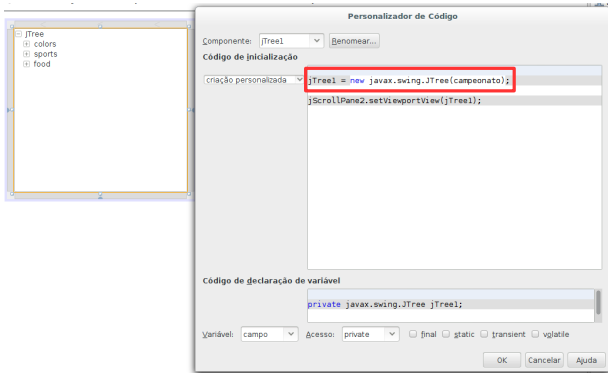 Personalizador de Código
JTree
colors
sports
food
Componente: jTree1 Renomear...
Código de inicialização
criação personalizada jTree1 = new javax.swing.JTree(campeonato);
jScrollPane2.setViewportView(jTree1);
Código de declaração de variável
private javax.swing.JTree jTree1;
Variável: campo Acesso: private final static transient volatile
OK Cancelar Ajuda